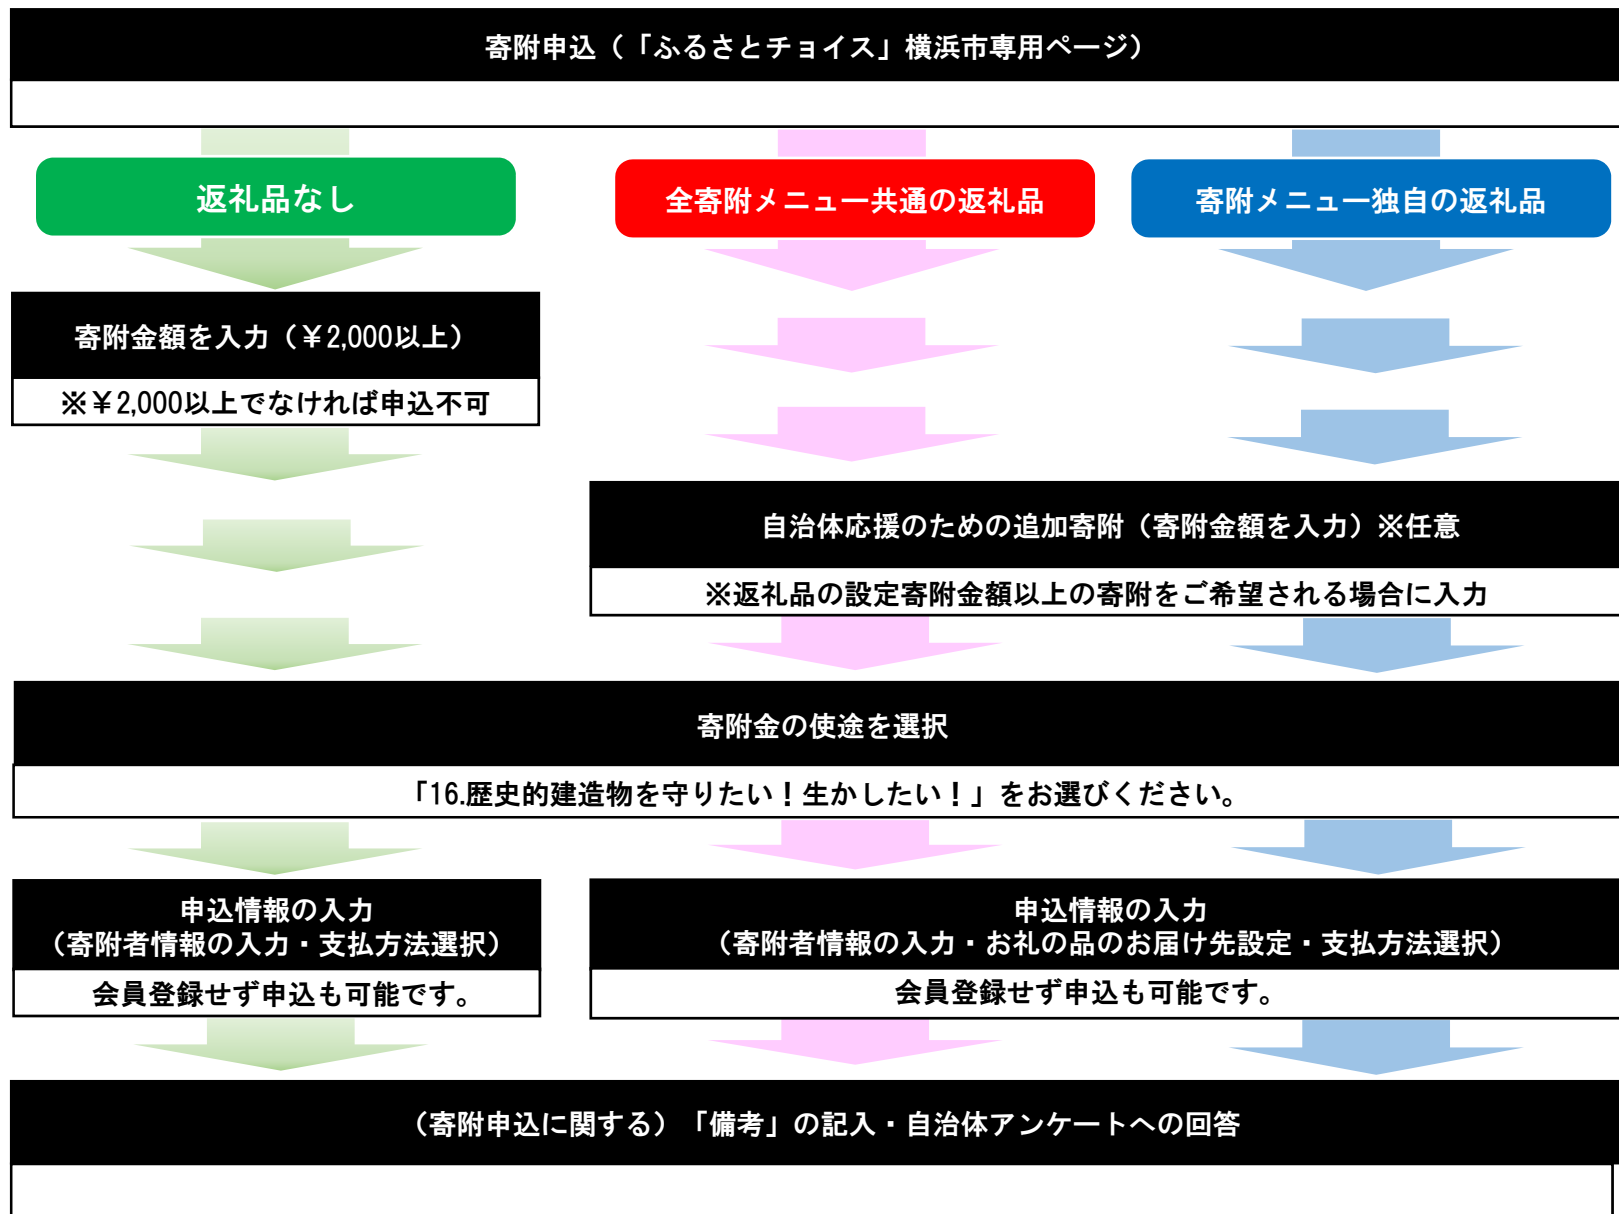 寄附申込（「ふるさとチョイス」横浜市専用ページ）
返礼品なし
全寄附メニュー共通の返礼品
寄附メニュー独自の返礼品
寄附金額を入力（￥2,000以上）
※￥2,000以上でなければ申込不可
自治体応援のための追加寄附（寄附金額を入力）※任意
※返礼品の設定寄附金額以上の寄附をご希望される場合に入力
寄附金の使途を選択
「16.歴史的建造物を守りたい！生かしたい！」をお選びください。
申込情報の入力
（寄附者情報の入力・支払方法選択）
会員登録せず申込も可能です。
申込情報の入力
（寄附者情報の入力・お礼の品のお届け先設定・支払方法選択）
会員登録せず申込も可能です。
（寄附申込に関する）「備考」の記入・自治体アンケートへの回答